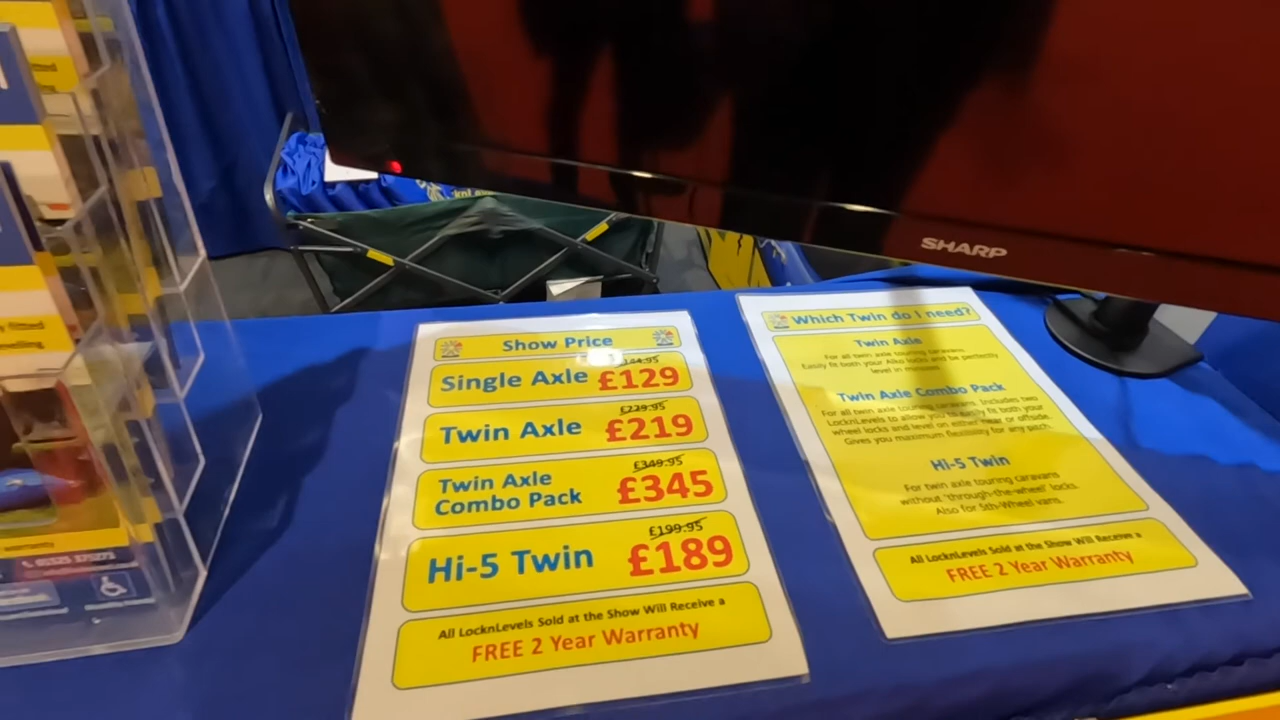 SHARP
Show Price
Single Axle £129
£229.95
Twin Axle £219
£349.95
Twin Axle
Combo Pack £345
£199.95
Hi-5 Twin £189
All LocknLevels Sold at the Show Will Receive a
FREE 2 Year Warranty
Which Twin do I need?
Twin Axle
For all twin axle touring caravans.
Easily fit both your Alko locks and be perfectly
level in minutes.
Twin Axle Combo Pack
For all twin axle touring caravans. Includes two
LocknLevels to allow you to easily fit both your
wheel locks and level on either near or offside.
Gives you maximum flexibility for any pitch.
Hi-5 Twin
For twin axle touring caravans
without 'through-the-wheel' locks.
Also for 5th-Wheel vans.
All LocknLevels Sold at the Show Will Receive a
FREE 2 Year Warranty
fitted
elling
warranty